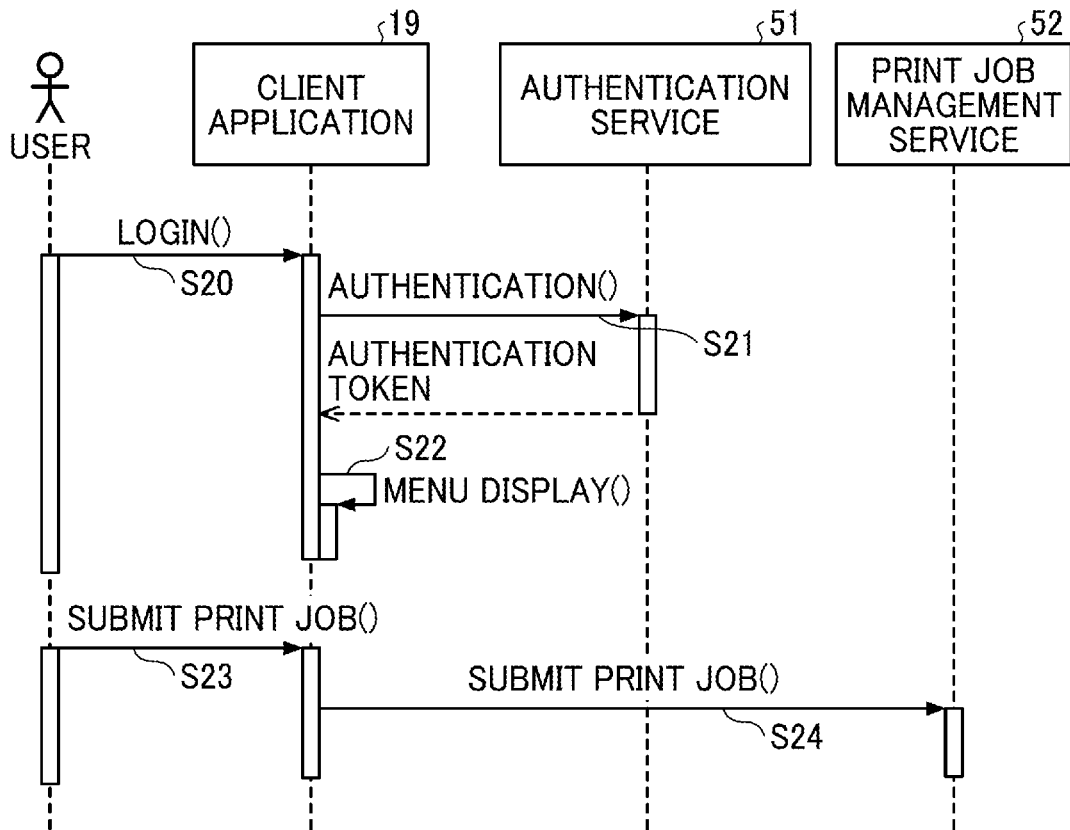 19
51
52
CLIENT
APPLICATION
AUTHENTICATION
SERVICE
PRINT JOB
MANAGEMENT
SERVICE
USER
LOGIN()
S20
AUTHENTICATION()
S21
AUTHENTICATION
TOKEN
S22
MENU DISPLAY()
SUBMIT PRINT JOB()
S23
SUBMIT PRINT JOB()
S24